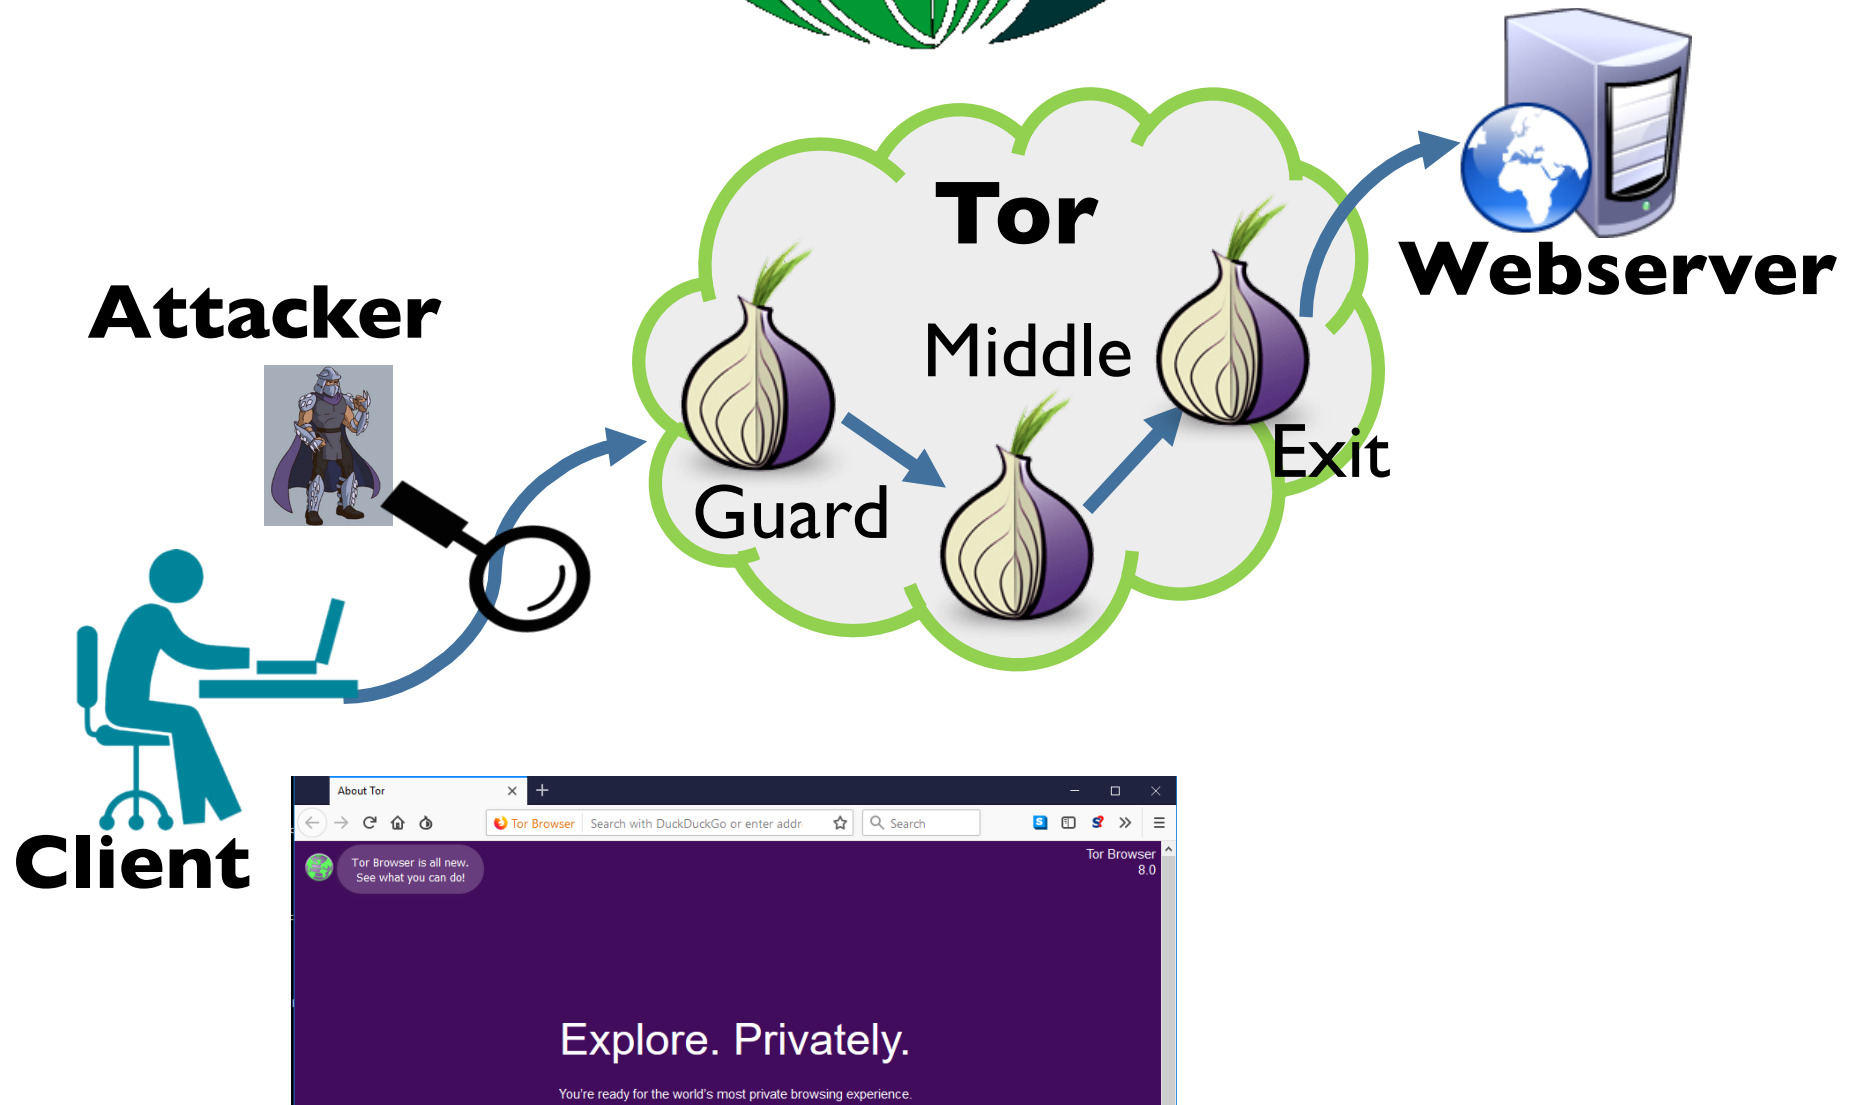 Tor
Webserver
Attacker
Middle
Exit
Guard
Client
About Tor
Tor Browser
Search with DuckDuckGo or enter addr
Search
Tor Browser is all new.
See what you can do!
Tor Browser
8.0
Explore. Privately.
You're ready for the world's most private browsing experience.